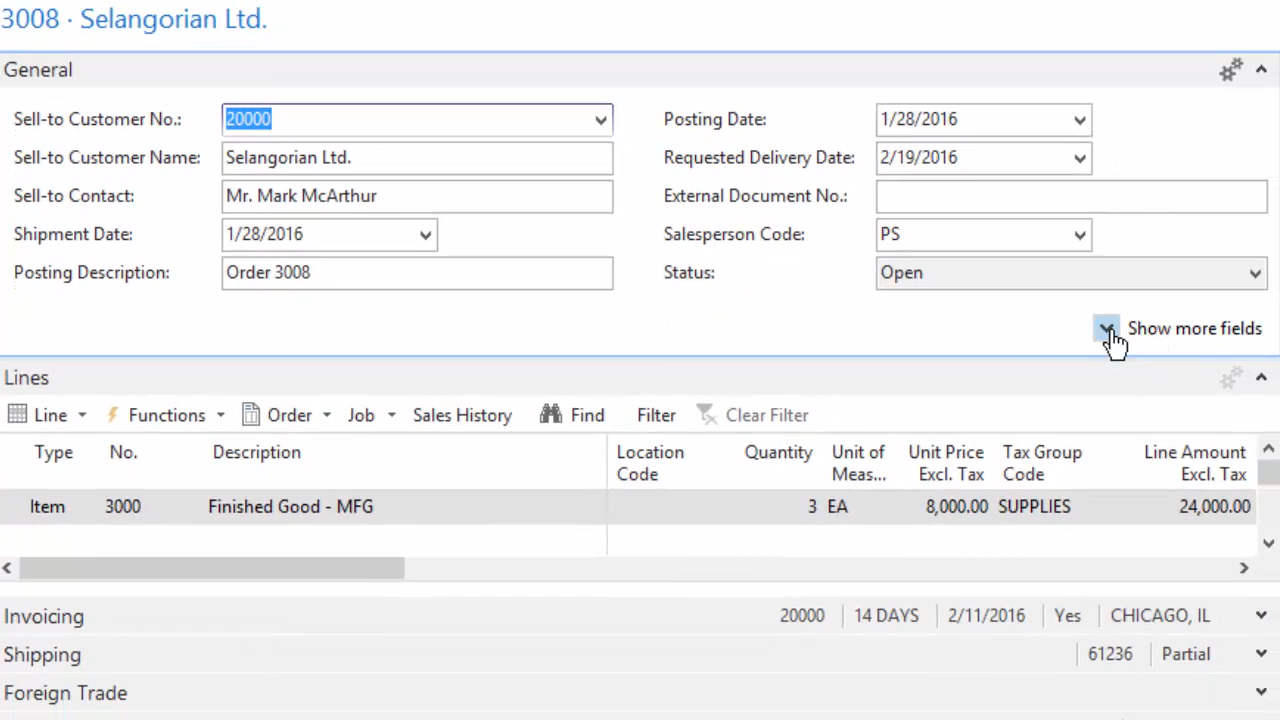 3008 · Selangorian Ltd.
General
Sell-to Customer No.: 20000 Posting Date: 1/28/2016
Sell-to Customer Name: Selangorian Ltd. Requested Delivery Date: 2/19/2016
Sell-to Contact: Mr. Mark McArthur External Document No.:
Shipment Date: 1/28/2016 Salesperson Code: PS
Posting Description: Order 3008 Status: Open
Show more fields
Lines
Line Functions Order Job Sales History Find Filter Clear Filter
Type No. Description Location Quantity Unit of Unit Price Tax Group Line Amount
Code Meas... Excl. Tax Code Excl. Tax
Item 3000 Finished Good - MFG 3 EA 8,000.00 SUPPLIES 24,000.00
Invoicing 20000 14 DAYS 2/11/2016 Yes CHICAGO, IL
Shipping 61236 Partial
Foreign Trade